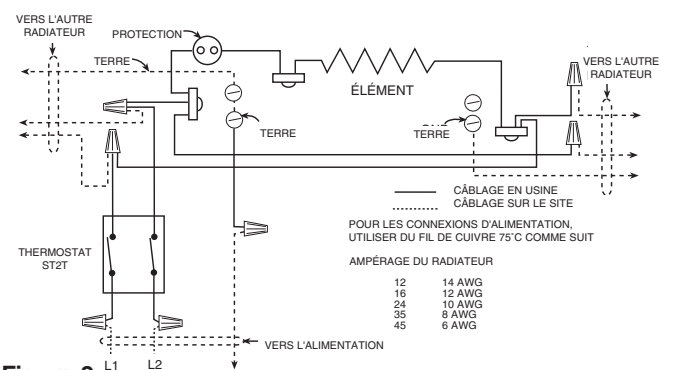 VERS L'AUTRE
RADIATEUR
PROTECTION
TERRE
ÉLÉMENT
VERS L'AUTRE
RADIATEUR
TERRE
TERRE
CÂBLAGE EN USINE
CÂBLAGE SUR LE SITE
POUR LES CONNEXIONS D'ALIMENTATION,
UTILISER DU FIL DE CUIVRE 75°C COMME SUIT
THERMOSTAT
ST2T
AMPÉRAGE DU RADIATEUR
12 14 AWG
16 12 AWG
24 10 AWG
35 8 AWG
45 6 AWG
VERS L'ALIMENTATION
L1 L2